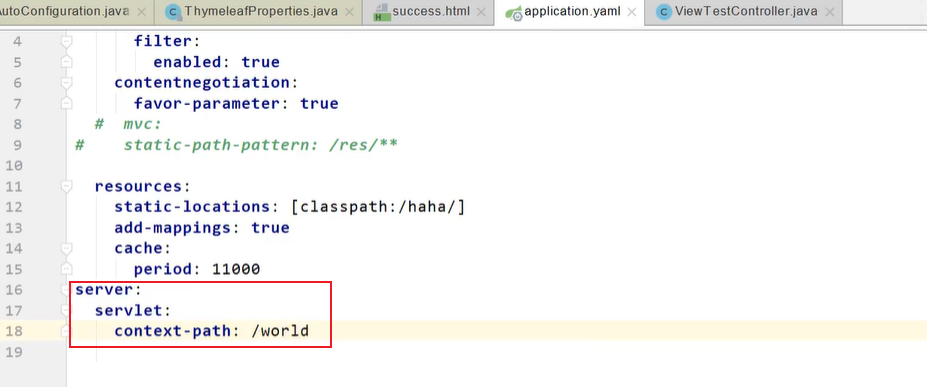 utoConfiguration.java ThymeleafProperties.java success.html application.yaml ViewTestController.java
4 filter:
5 enabled: true
6 contentnegotiation:
7 favor-parameter: true
8 # mvc:
9 # static-path-pattern: /res/**
10
11 resources:
12 static-locations: [classpath:/haha/]
13 add-mappings: true
14 cache:
15 period: 11000
16 server:
17 servlet:
18 context-path: /world
19